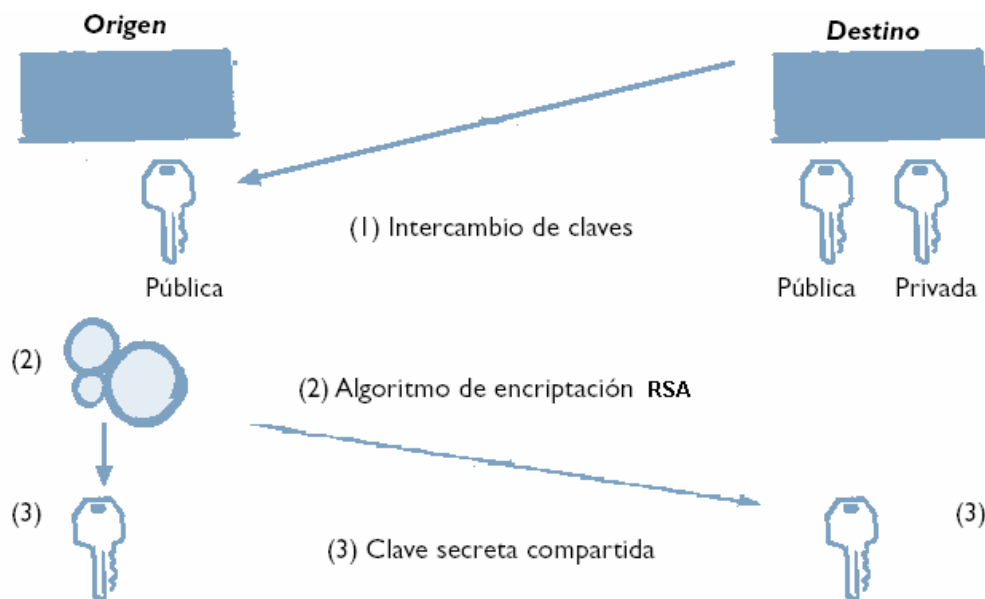 Origen
Destino
(1) Intercambio de claves
Pública
Pública
Privada
(2)
(2) Algoritmo de encriptación RSA
(3)
(3)
(3) Clave secreta compartida